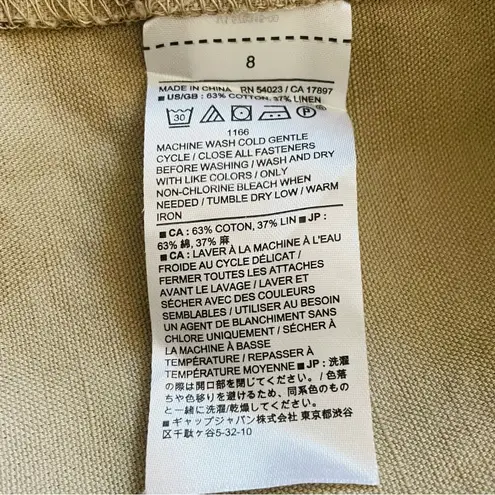 8
MADE IN CHINA RN 54023 / CA 17897
■ US/GB : 63% COTTON, 37% LINEN
30 P
1166
MACHINE WASH COLD GENTLE
CYCLE / CLOSE ALL FASTENERS
BEFORE WASHING / WASH AND DRY
WITH LIKE COLORS / ONLY
NON-CHLORINE BLEACH WHEN
NEEDED / TUMBLE DRY LOW / WARM
IRON
■ CA : 63% COTON, 37% LIN ■ JP :
63% 綿, 37% 麻
■ CA : LAVER À LA MACHINE À L'EAU
FROIDE AU CYCLE DÉLICAT /
FERMER TOUTES LES ATTACHES
AVANT LE LAVAGE / LAVER ET
SÉCHER AVEC DES COULEURS
SEMBLABLES / UTILISER AU BESOIN
UN AGENT DE BLANCHIMENT SANS
CHLORE UNIQUEMENT / SÉCHER À
LA MACHINE À BASSE
TEMPÉRATURE / REPASSER À
TEMPÉRATURE MOYENNE ■ JP : 洗濯
の際は開口部を閉じてください。/ 色落
ちや色移りを避けるため、同系色のもの
と一緒に洗濯/乾燥してください。
■ ギャップジャパン株式会社 東京都渋谷
区千駄ヶ谷5-32-10